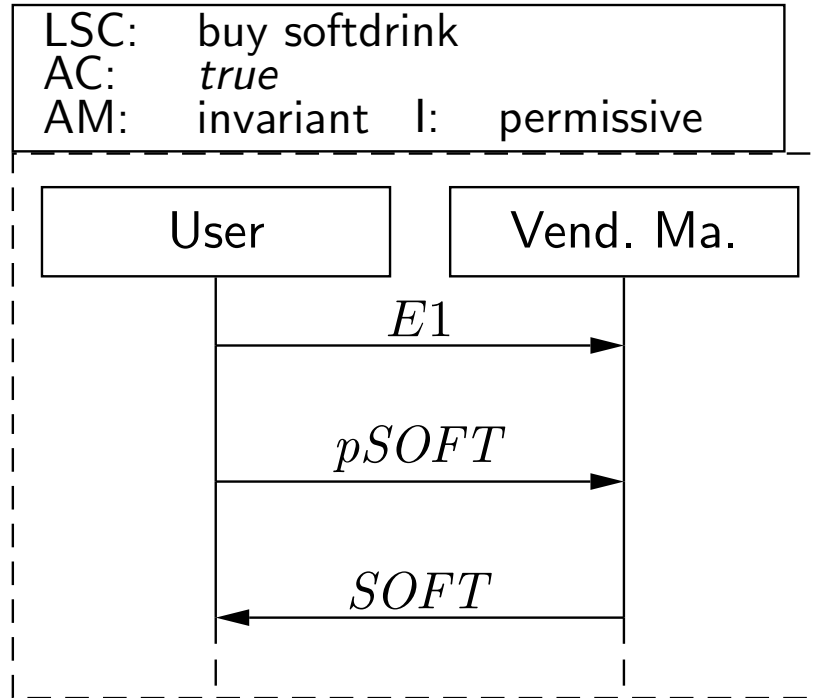 LSC: buy softdrink
AC: true
AM: invariant I: permissive
User Vend. Ma.
E1
pSOFT
SOFT